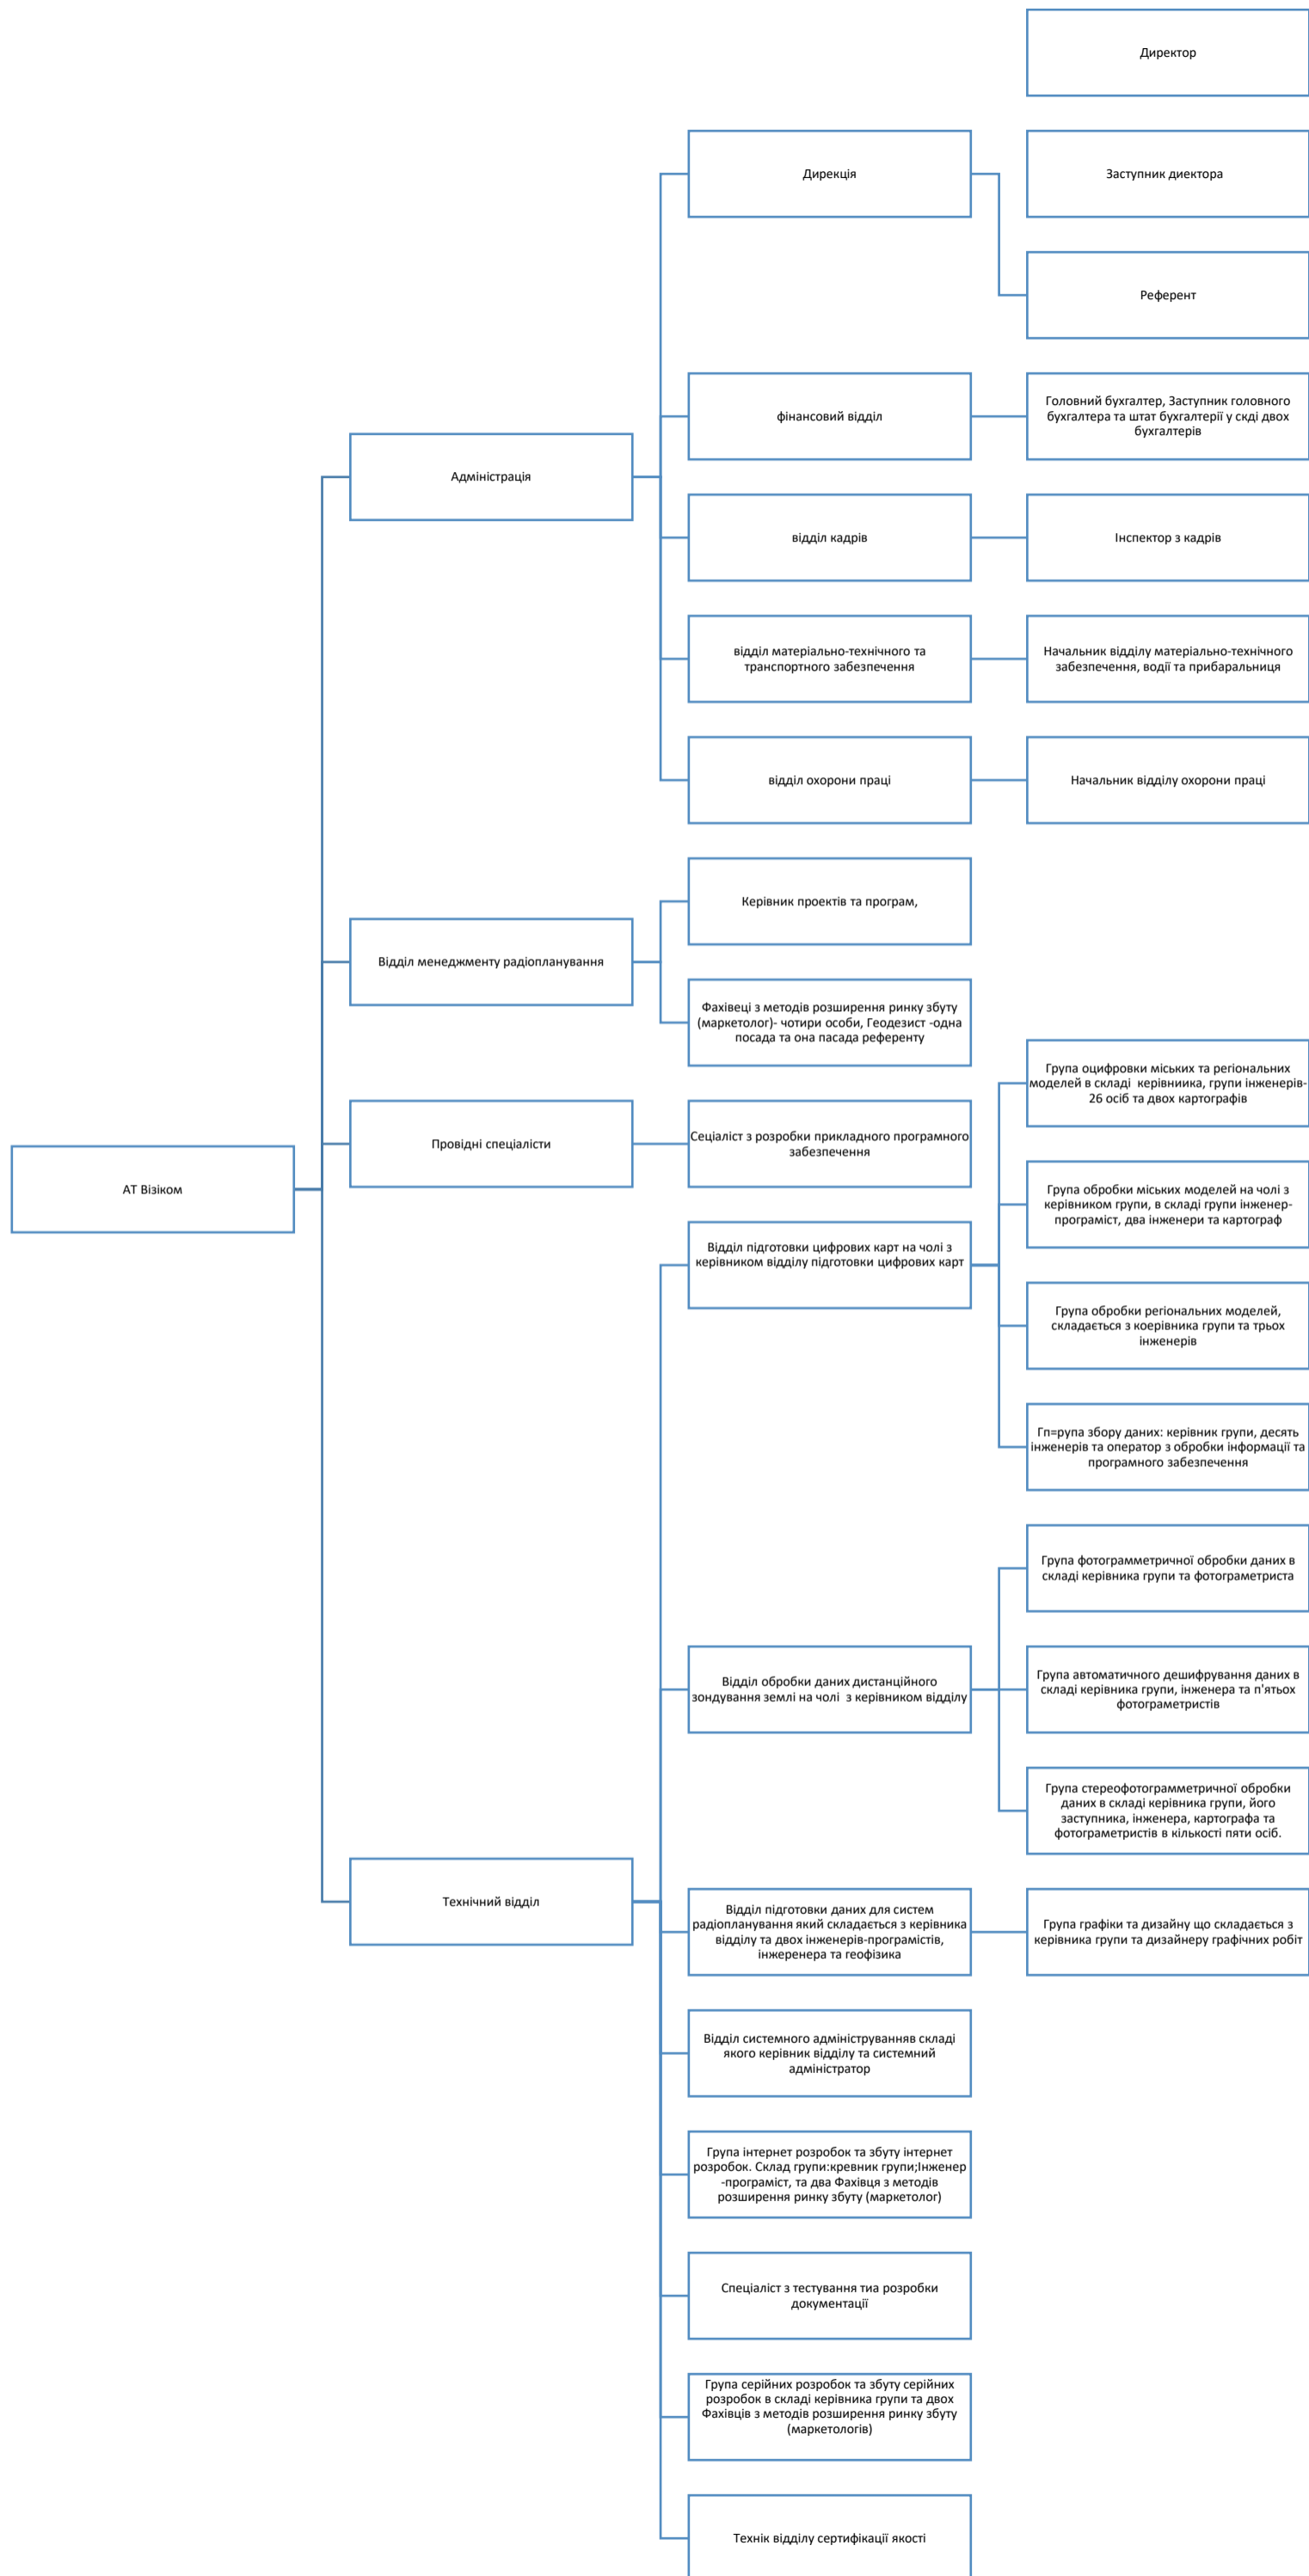 Директор
Дирекція
Заступник диектора
Референт
фінансовий відділ
Головний бухгалтер, Заступник головного
бухгалтера та штат бухгалтерії у скді двох
бухгалтерів
Адміністрація
відділ кадрів
Інспектор з кадрів
відділ матеріально-технічного та
транспортного забезпечення
Начальник відділу матеріально-технічного
забезпечення, водії та прибаральниця
відділ охорони праці
Начальник відділу охорони праці
Керівник проектів та програм,
Відділ менеджменту радіопланування
Фахівеці з методів розширення ринку збуту
(маркетолог)- чотири особи, Геодезист -одна
посада та она пасада референту
Група оцифровки міських та регіональних
моделей в складі  керівниика, групи інженерів-
26 осіб та двох картографів
Провідні спеціалісти
Сеціаліст з розробки прикладного програмного
забезпечення
АТ Візіком
Група обробки міських моделей на чолі з
керівником групи, в складі групи інженер-
програміст, два інженери та картограф
Відділ підготовки цифрових карт на чолі з
керівником відділу підготовки цифрових карт
Група обробки регіональних моделей,
складається з коерівника групи та трьох
інженерів
Гп=рупа збору даних: керівник групи, десять
інженерів та оператор з обробки інформації та
програмного забезпечення
Група фотограмметричної обробки даних в
складі керівника групи та фотограметриста
Відділ обробки даних дистанційного
зондування землі на чолі  з керівником відділу
Група автоматичного дешифрування даних в
складі керівника групи, інженера та п'ятьох
фотограметристів
Група стереофотограмметричної обробки
даних в складі керівника групи, його
заступника, інженера, картографа та
фотограметристів в кількості пяти осіб.
Технічний відділ
Відділ підготовки даних для систем
радіопланування який складається з керівника
відділу та двох інженерів-програмістів,
інжеренера та геофізика
Група графіки та дизайну що складається з
керівника групи та дизайнеру графічних робіт
Відділ системного адмініструванняв складі
якого керівник відділу та системний
адміністратор
Група інтернет розробок та збуту інтернет
розробок. Склад групи:кревник групи;Інженер
-програміст, та два Фахівця з методів
розширення ринку збуту (маркетолог)
Спеціаліст з тестування тиа розробки
документації
Група серійних розробок та збуту серійних
розробок в складі керівника групи та двох
Фахівців з методів розширення ринку збуту
(маркетологів)
Технік відділу сертифікації якості